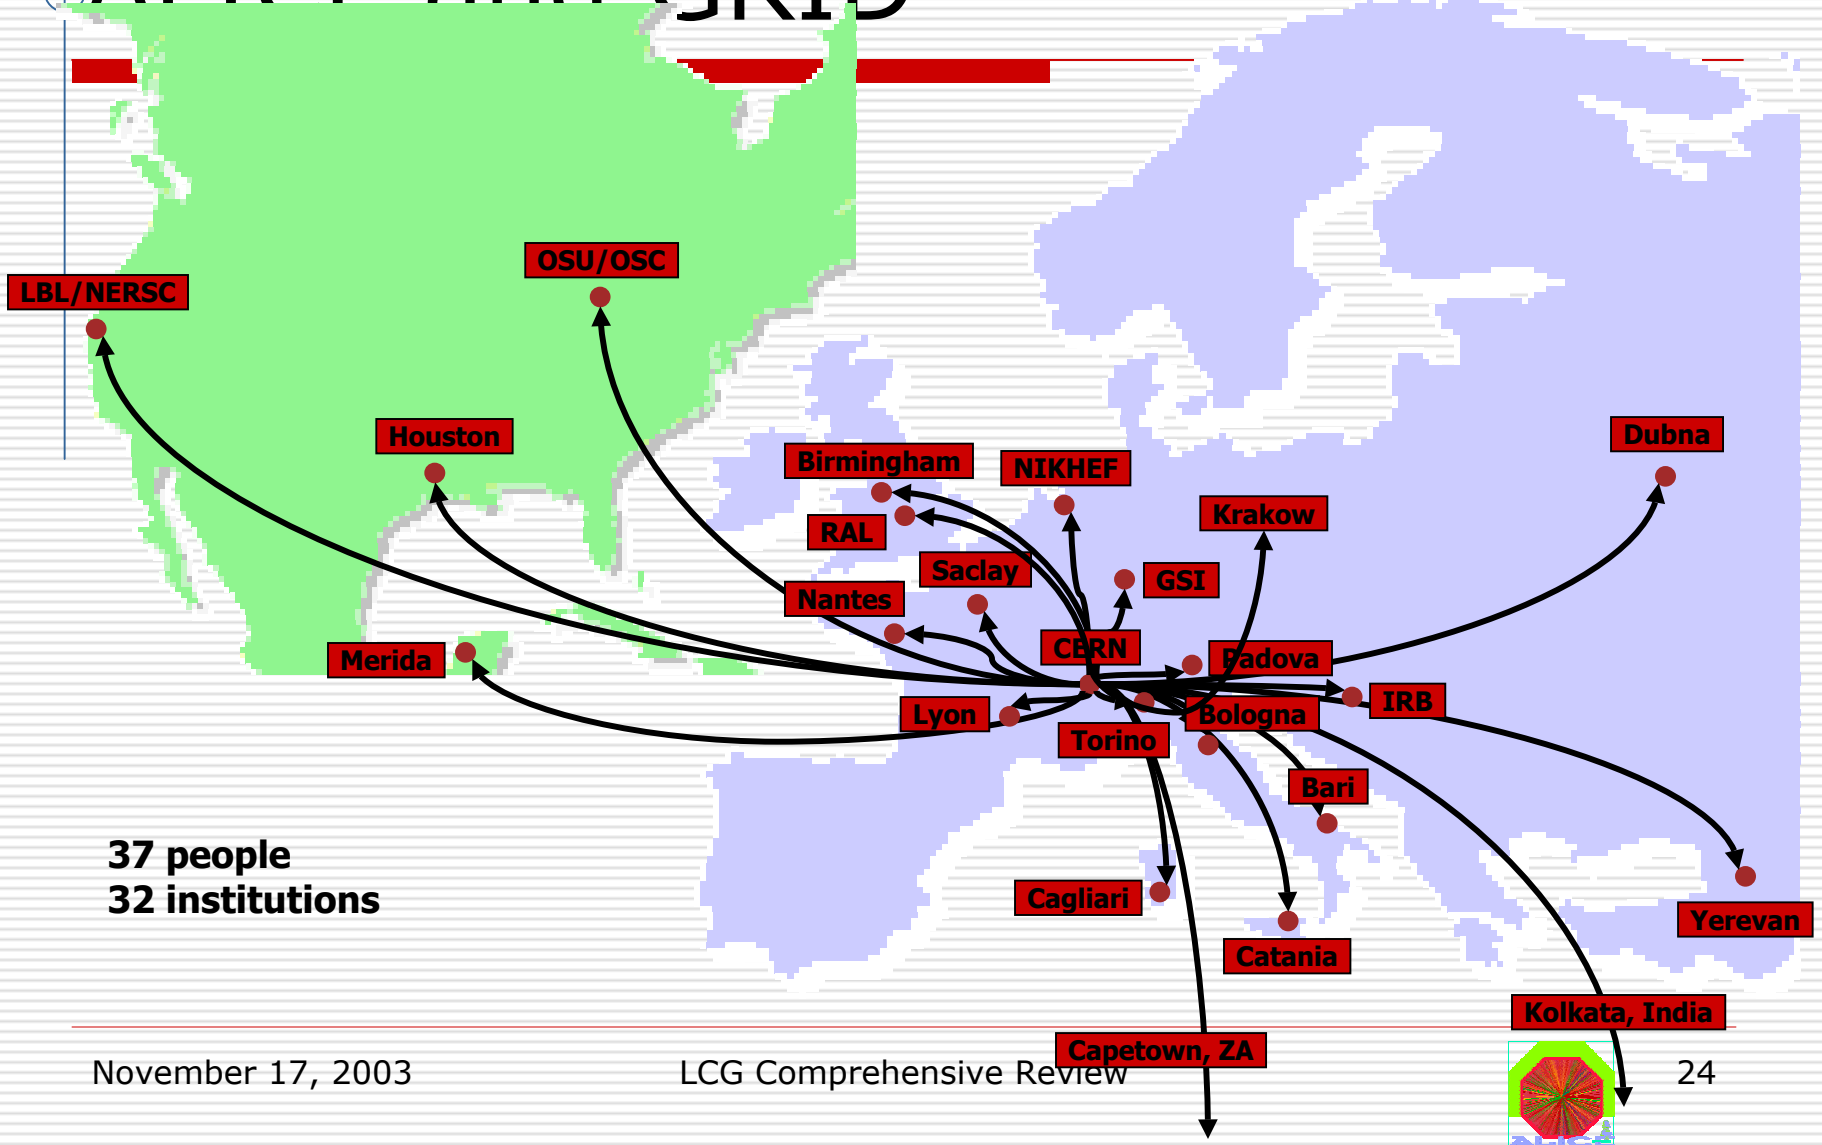 GRID
OSU/OSC
LBL/NERSC
Houston
Dubna
Birmingham
NIKHEF
Krakow
RAL
Saclay
GSI
Nantes
CERN
Padova
Merida
IRB
Lyon
Bologna
Torino
Bari
37 people
32 institutions
Cagliari
Yerevan
Catania
Kolkata, India
Capetown, ZA
November 17, 2003
LCG Comprehensive Review
24
ALICE